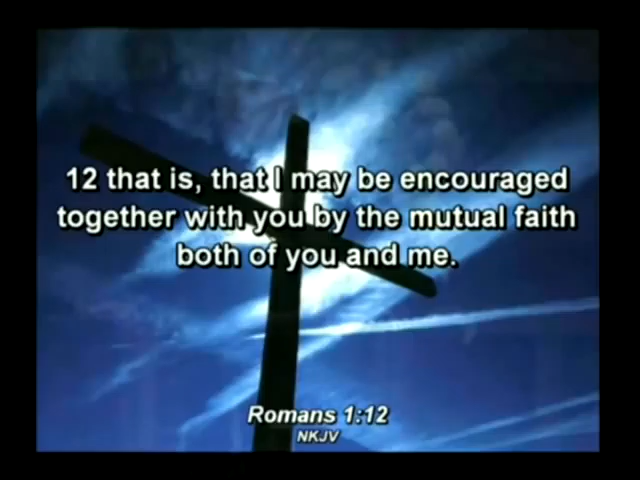 12 that is, that I may be encouraged
together with you by the mutual faith
both of you and me.
Romans 1:12
NKJV